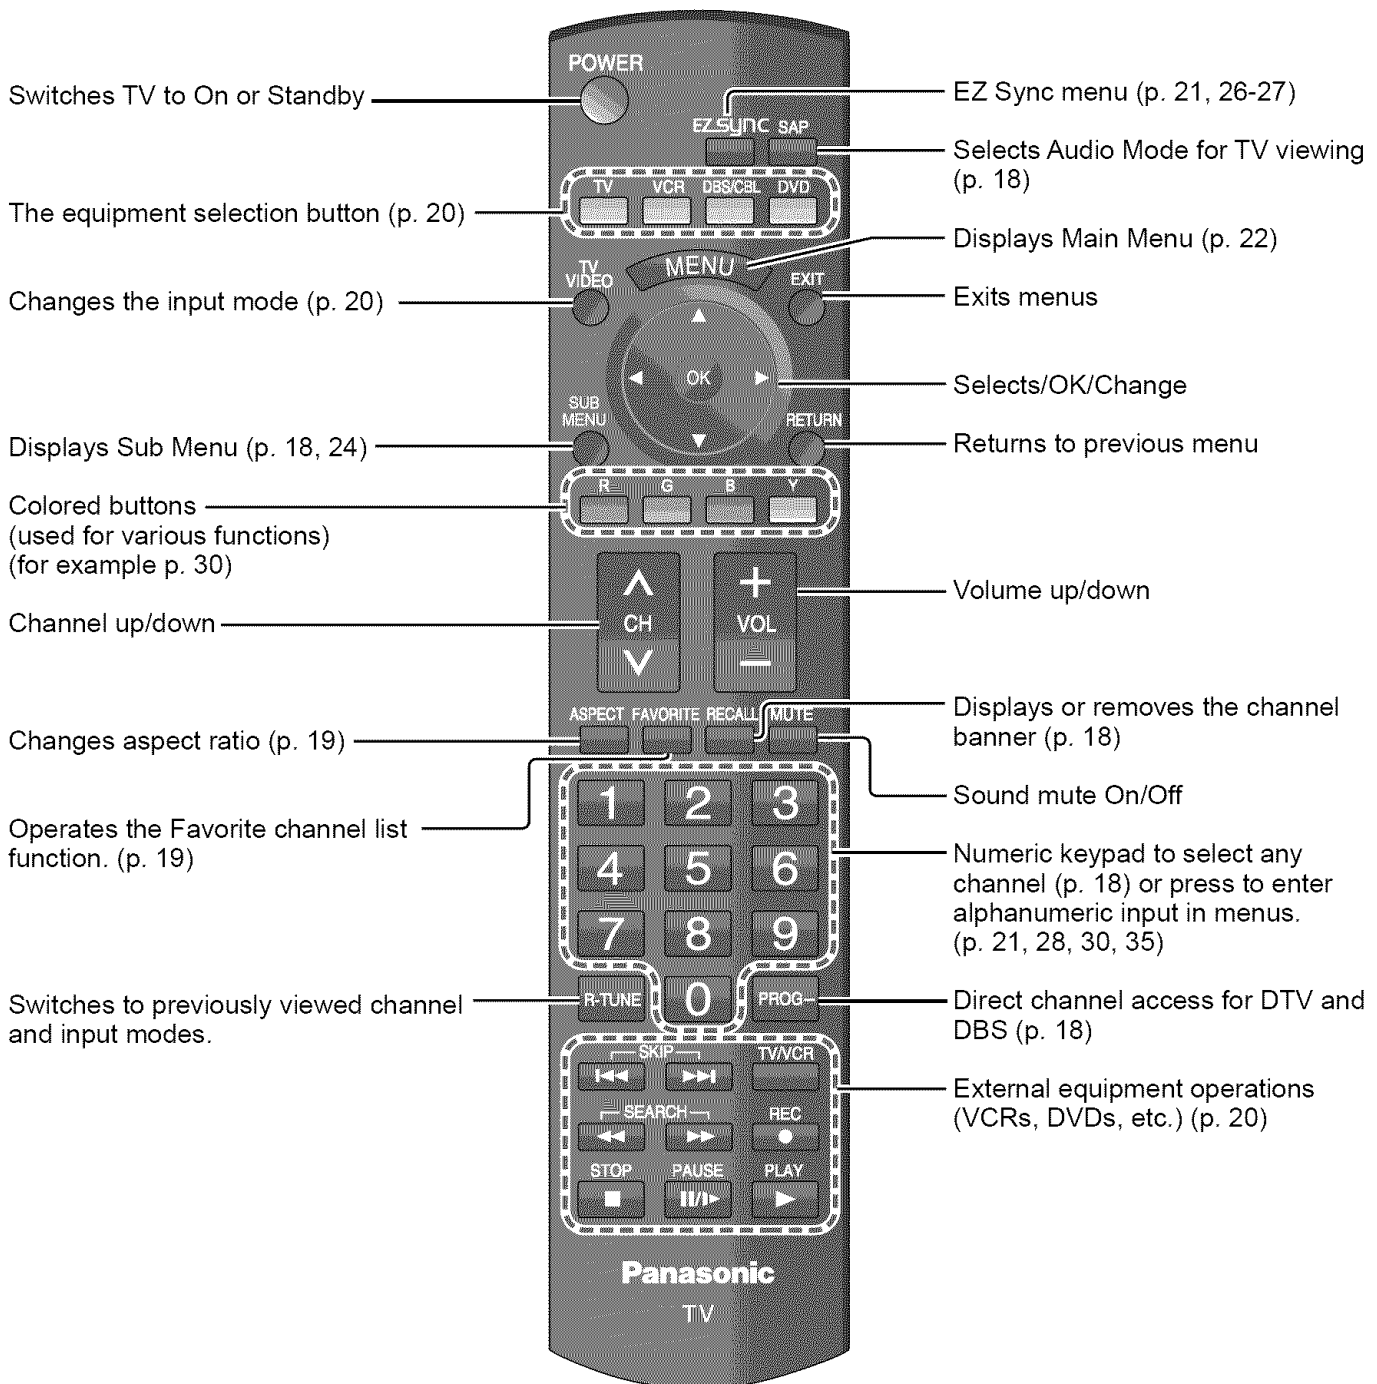 POWER
Switches TV to On or Standby
EZ Sync menu (p. 21, 26-27)
EZ Sync SAP
Selects Audio Mode for TV viewing
(p. 18)
TV VCR DBS/CBL DVD
The equipment selection button (p. 20)
Displays Main Menu (p. 22)
MENU
TV
VIDEO
EXIT
Changes the input mode (p. 20)
Exits menus
OK
Selects/OK/Change
SUB
MENU
RETURN
Displays Sub Menu (p. 18, 24)
Returns to previous menu
R G B Y
Colored buttons
(used for various functions)
(for example p. 30)
Volume up/down
Channel up/down
CH
+
VOL
−
ASPECT FAVORITE RECALL MUTE
Displays or removes the channel
banner (p. 18)
Changes aspect ratio (p. 19)
Sound mute On/Off
1 2 3
Operates the Favorite channel list
function. (p. 19)
Numeric keypad to select any
channel (p. 18) or press to enter
alphanumeric input in menus.
(p. 21, 28, 30, 35)
4 5 6
7 8 9
R-TUNE 0 PROG-
Switches to previously viewed channel
and input modes.
Direct channel access for DTV and
DBS (p. 18)
SKIP TV/VCR
External equipment operations
(VCRs, DVDs, etc.) (p. 20)
SEARCH REC
STOP PAUSE PLAY
Panasonic
TV